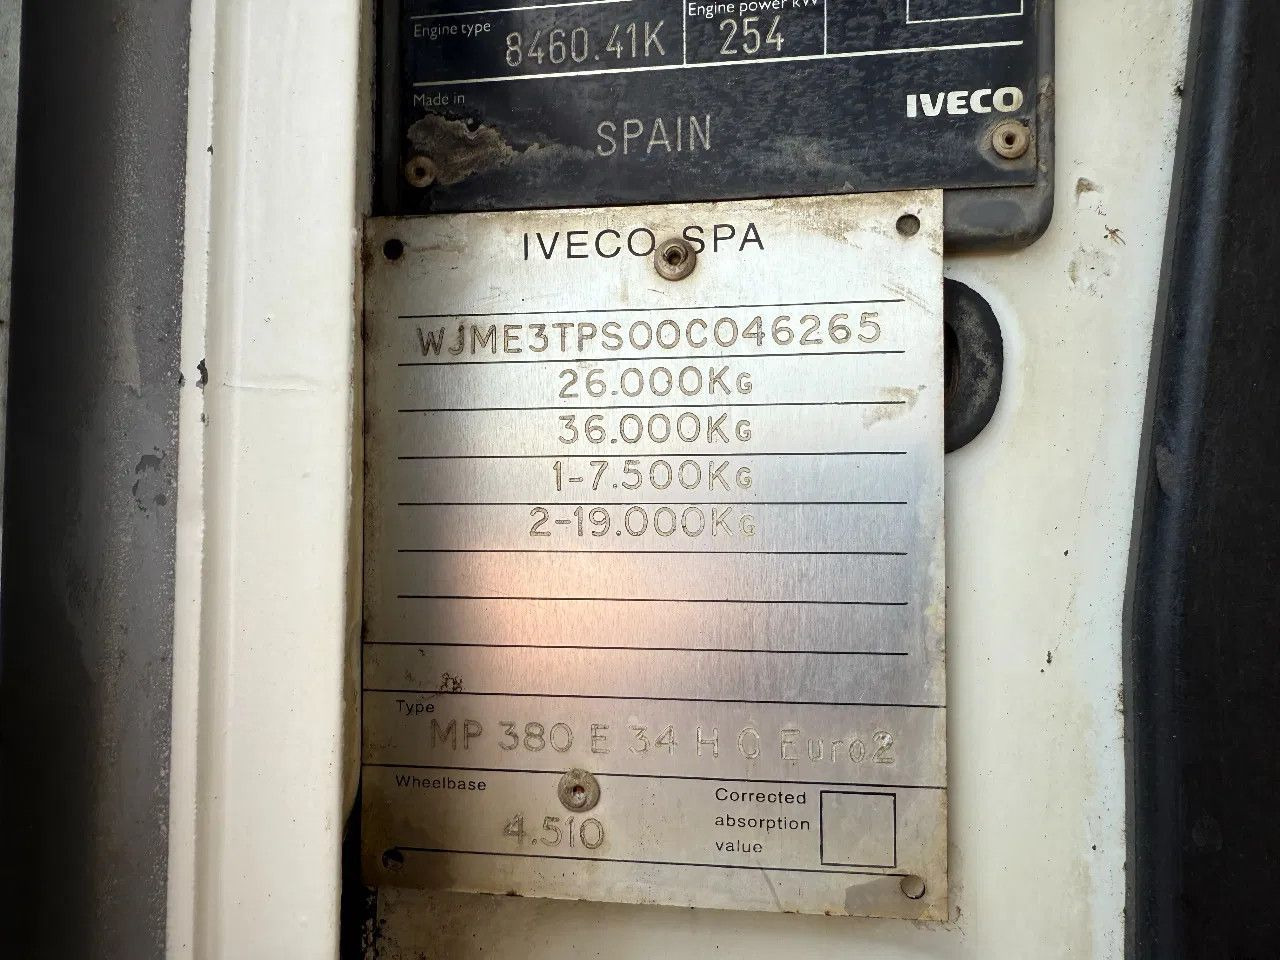 Engine type 8460.41K Engine power kW 254
Made in SPAIN IVECO
IVECO SPA
WJME3TPS00C046265
26.000KG
36.000KG
1-7.500KG
2-19.000KG
Type
MP 380 E 34 H C Euro2
Wheelbase
4.510
Corrected
absorption
value